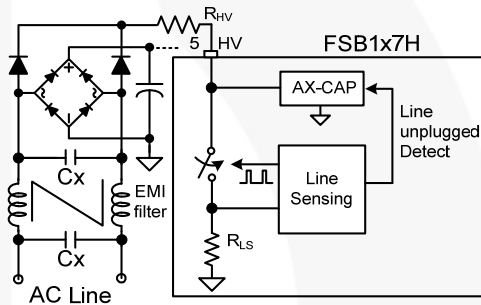 RHV
5 HV
FSB1x7H
AX-CAP
Line
unplugged
Detect
Line
Sensing
RLS
Cx
EMI
filter
Cx
AC Line